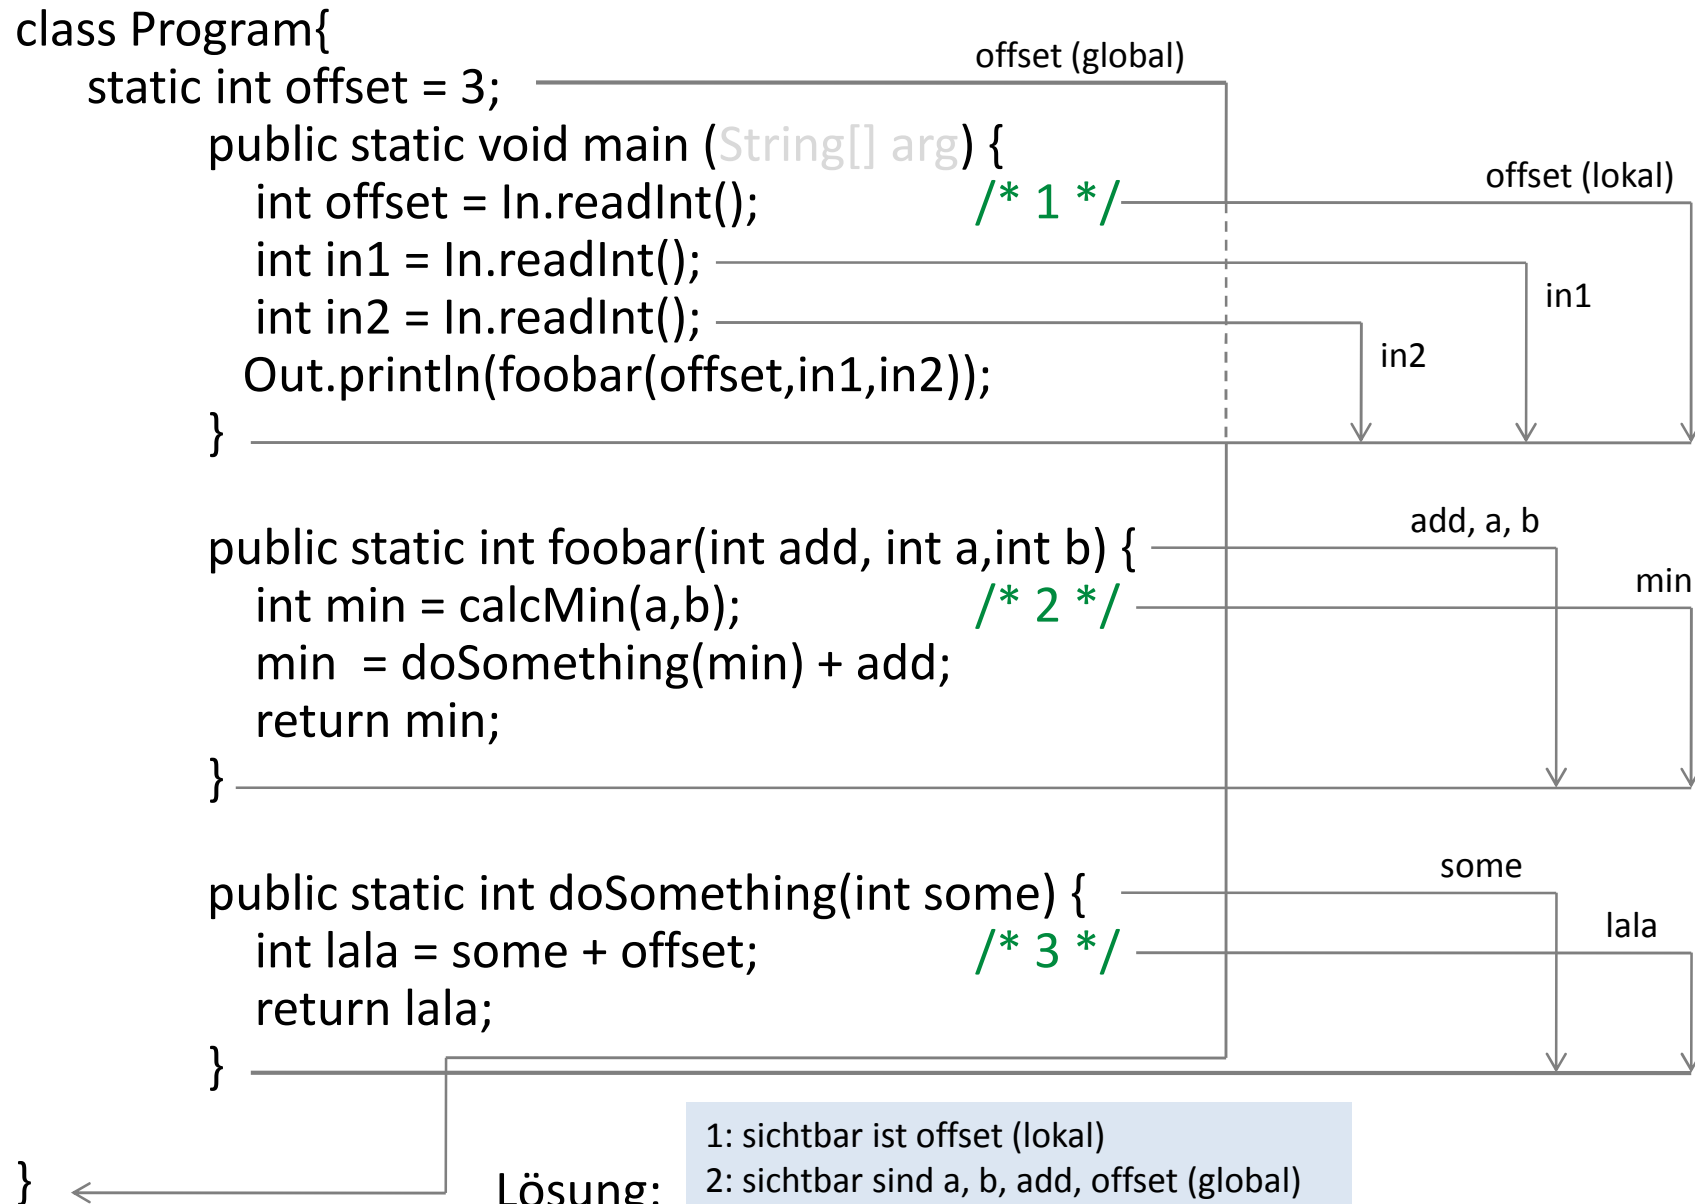 class Program{
offset (global)
static int offset = 3;
public static void main (String[] arg) {
offset (lokal)
int offset = In.readInt(); /* 1 */
int in1 = In.readInt();
in1
int in2 = In.readInt();
in2
Out.println(foobar(offset,in1,in2));
}
add, a, b
public static int foobar(int add, int a,int b) {
min
int min = calcMin(a,b); /* 2 */
min = doSomething(min) + add;
return min;
}
some
public static int doSomething(int some) {
lala
int lala = some + offset; /* 3 */
return lala;
}
1: sichtbar ist offset (lokal)
2: sichtbar sind a, b, add, offset (global)
}
Lösung: